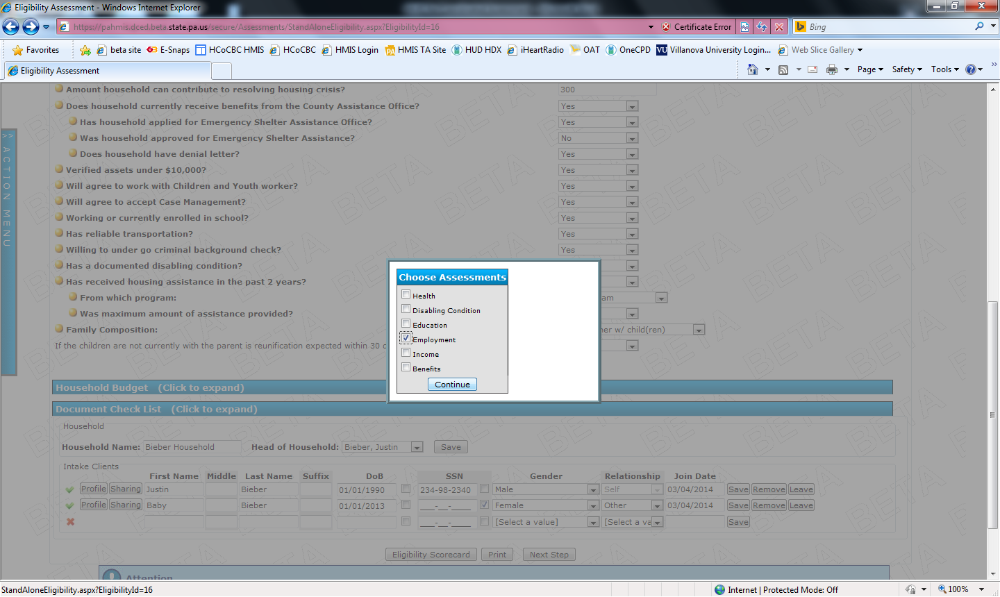 Eligibility Assessment - Windows Internet Explorer
https://pahmis.dced.beta.state.pa.us/secure/Assessments/StandAloneEligibility.aspx?EligibilityId=16
Certificate Error
Bing
Favorites
beta site
E-Snaps
HCoCBC HMIS
HCoCBC
HMIS Login
HMIS TA Site
HUD HDX
iHeartRadio
OAT
OneCPD
Villanova University Login...
Web Slice Gallery
Eligibility Assessment
Page
Safety
Tools
>> ACTION MENU
Amount household can contribute to resolving housing crisis? 300
Does household currently receive benefits from the County Assistance Office? Yes
Has household applied for Emergency Shelter Assistance Office? Yes
Was household approved for Emergency Shelter Assistance? No
Does household have denial letter? Yes
Verified assets under $10,000? Yes
Will agree to work with Children and Youth worker? Yes
Will agree to accept Case Management? Yes
Working or currently enrolled in school? Yes
Has reliable transportation? Yes
Willing to under go criminal background check? Yes
Has a documented disabling condition?
Has received housing assistance in the past 2 years?
From which program: am
Was maximum amount of assistance provided?
Family Composition: her w/ child(ren)
If the children are not currently with the parent is reunification expected within 30 d
Choose Assessments
Health
Disabling Condition
Education
Employment
Income
Benefits
Continue
Household Budget (Click to expand)
Document Check List (Click to expand)
Household
Household Name: Bieber Household Head of Household: Bieber, Justin Save
Intake Clients
First Name Middle Last Name Suffix DoB SSN Gender Relationship Join Date
Profile Sharing Justin Bieber 01/01/1990 234-98-2340 Male Self 03/04/2014 Save Remove Leave
Profile Sharing Baby Bieber 01/01/2013 ___-__-____ Female Other 03/04/2014 Save Remove Leave
___-__-____ [Select a value] [Select a va Save
Eligibility Scorecard Print Next Step
Attention
BETA
StandAloneEligibility.aspx?EligibilityId=16
Internet | Protected Mode: Off
100%